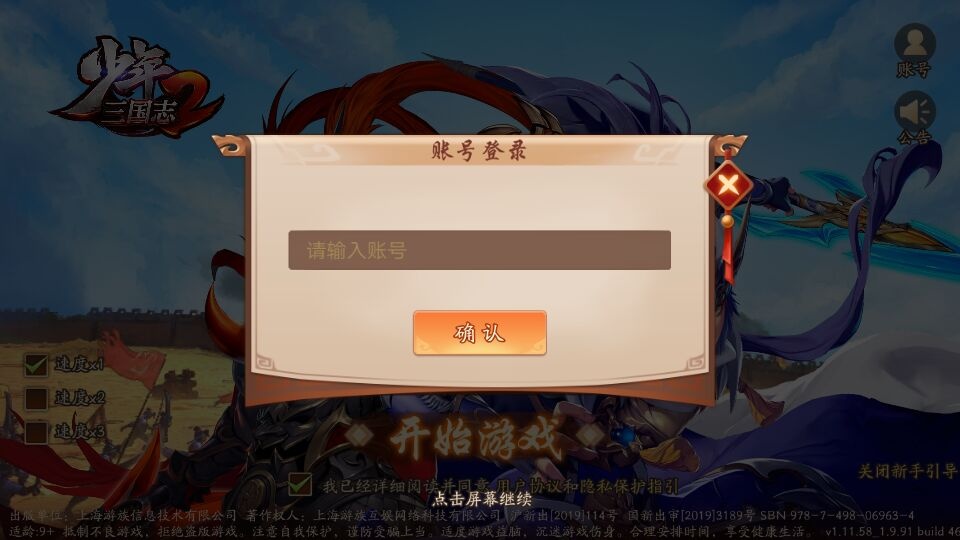 少年
三国志2
账号
公告
账号登录
请输入账号
确认
速度x1
速度x2
速度x3
开始游戏
关闭新手引导
我已经详细阅读并同意 用户协议和隐私保护指引
点击屏幕继续
出版单位：上海游族信息技术有限公司 著作权人：上海游族互娱网络科技有限公司 沪新出[2019]114号 国新出审[2019]3189号 SBN 978-7-498-06963-4
适龄:9+ 抵制不良游戏，拒绝盗版游戏。注意自我保护，谨防受骗上当。适度游戏益脑，沉迷游戏伤身。合理安排时间，享受健康生活。 v1.11.58_1.9.91 build 46